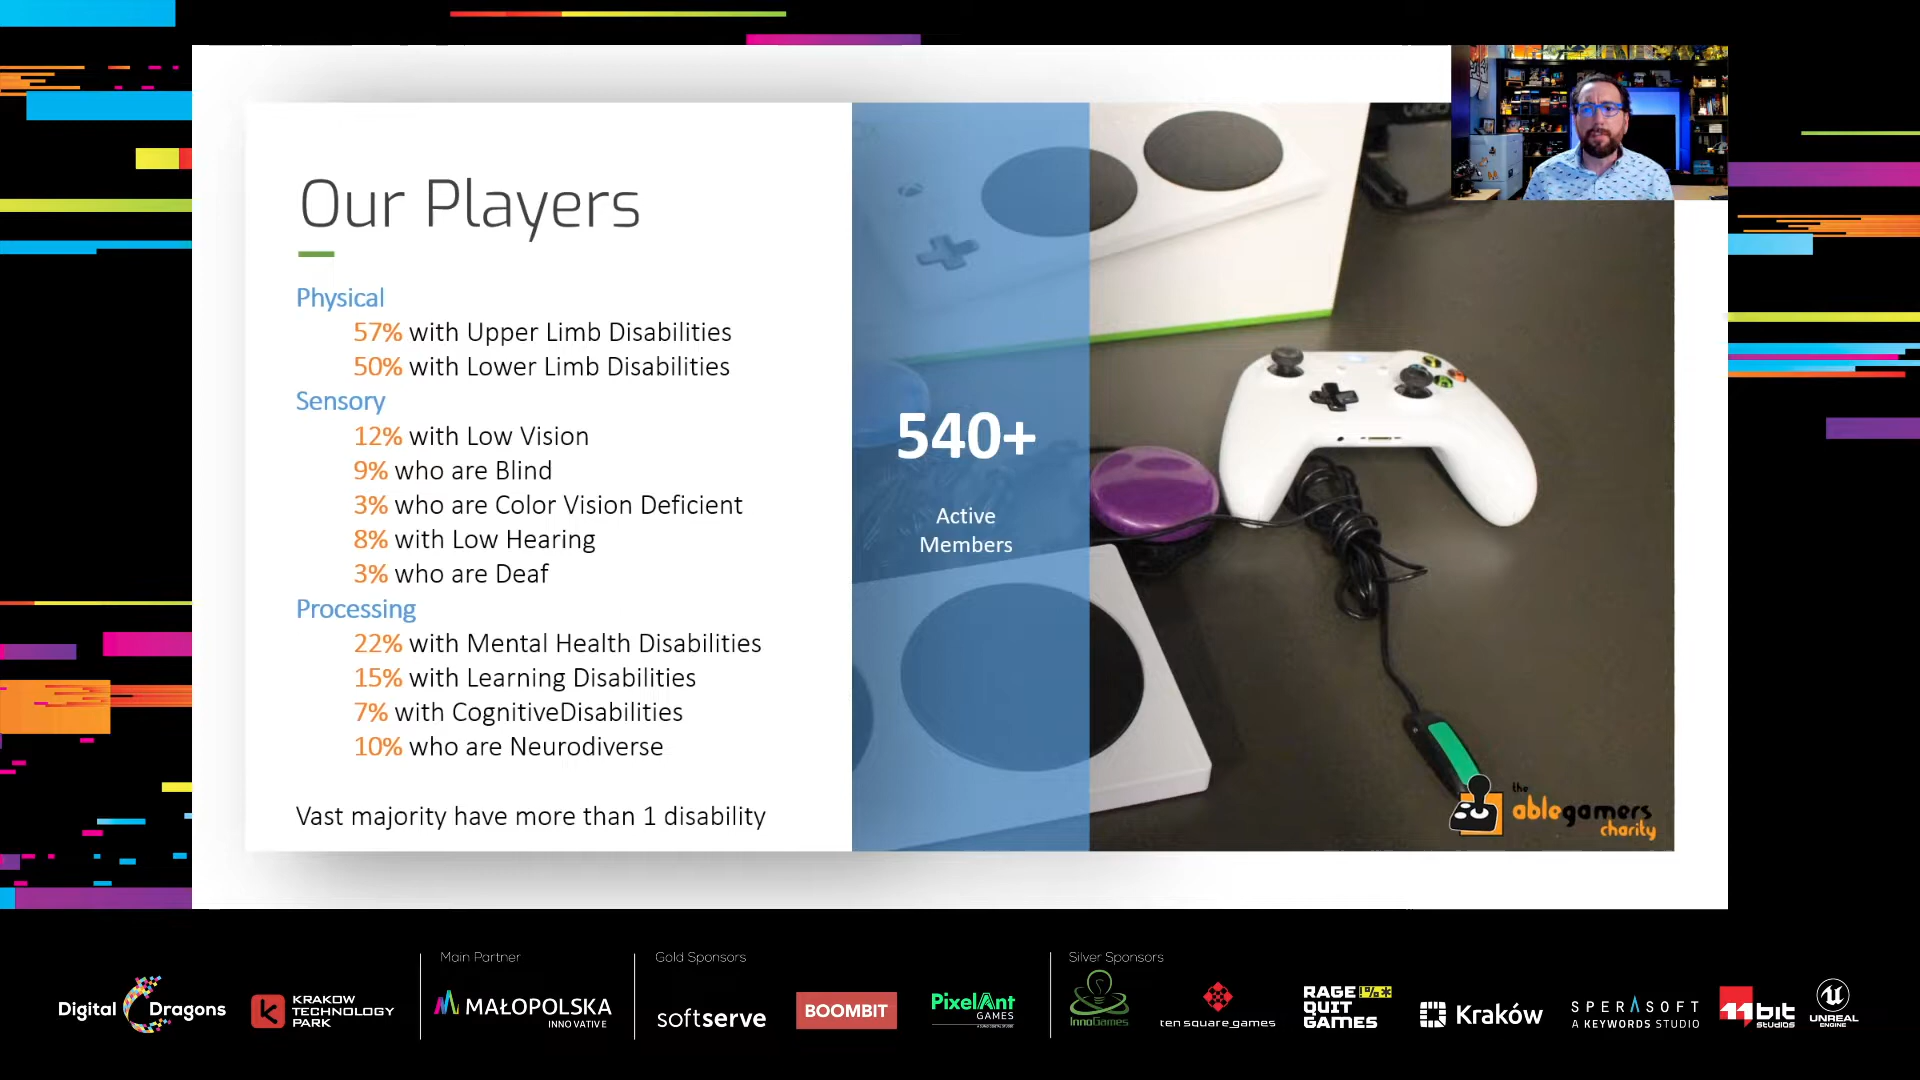 Our Players
Physical
57% with Upper Limb Disabilities
50% with Lower Limb Disabilities
Sensory
12% with Low Vision
9% who are Blind
3% who are Color Vision Deficient
8% with Low Hearing
3% who are Deaf
Processing
22% with Mental Health Disabilities
15% with Learning Disabilities
7% with CognitiveDisabilities
10% who are Neurodiverse
Vast majority have more than 1 disability
540+
Active
Members
the
ablegamers
charity
Main Partner
Gold Sponsors
Silver Sponsors
Digital Dragons
KRAKOW
TECHNOLOGY
PARK
MAŁOPOLSKA
INNOVATIVE
softserve
BOOMBIT
PixelAnt
GAMES
InnoGames
ten square games
RAGE !%*
QUIT
GAMES
Kraków
SPERASOFT
A KEYWORDS STUDIO
11bit
studios
UNREAL
ENGINE